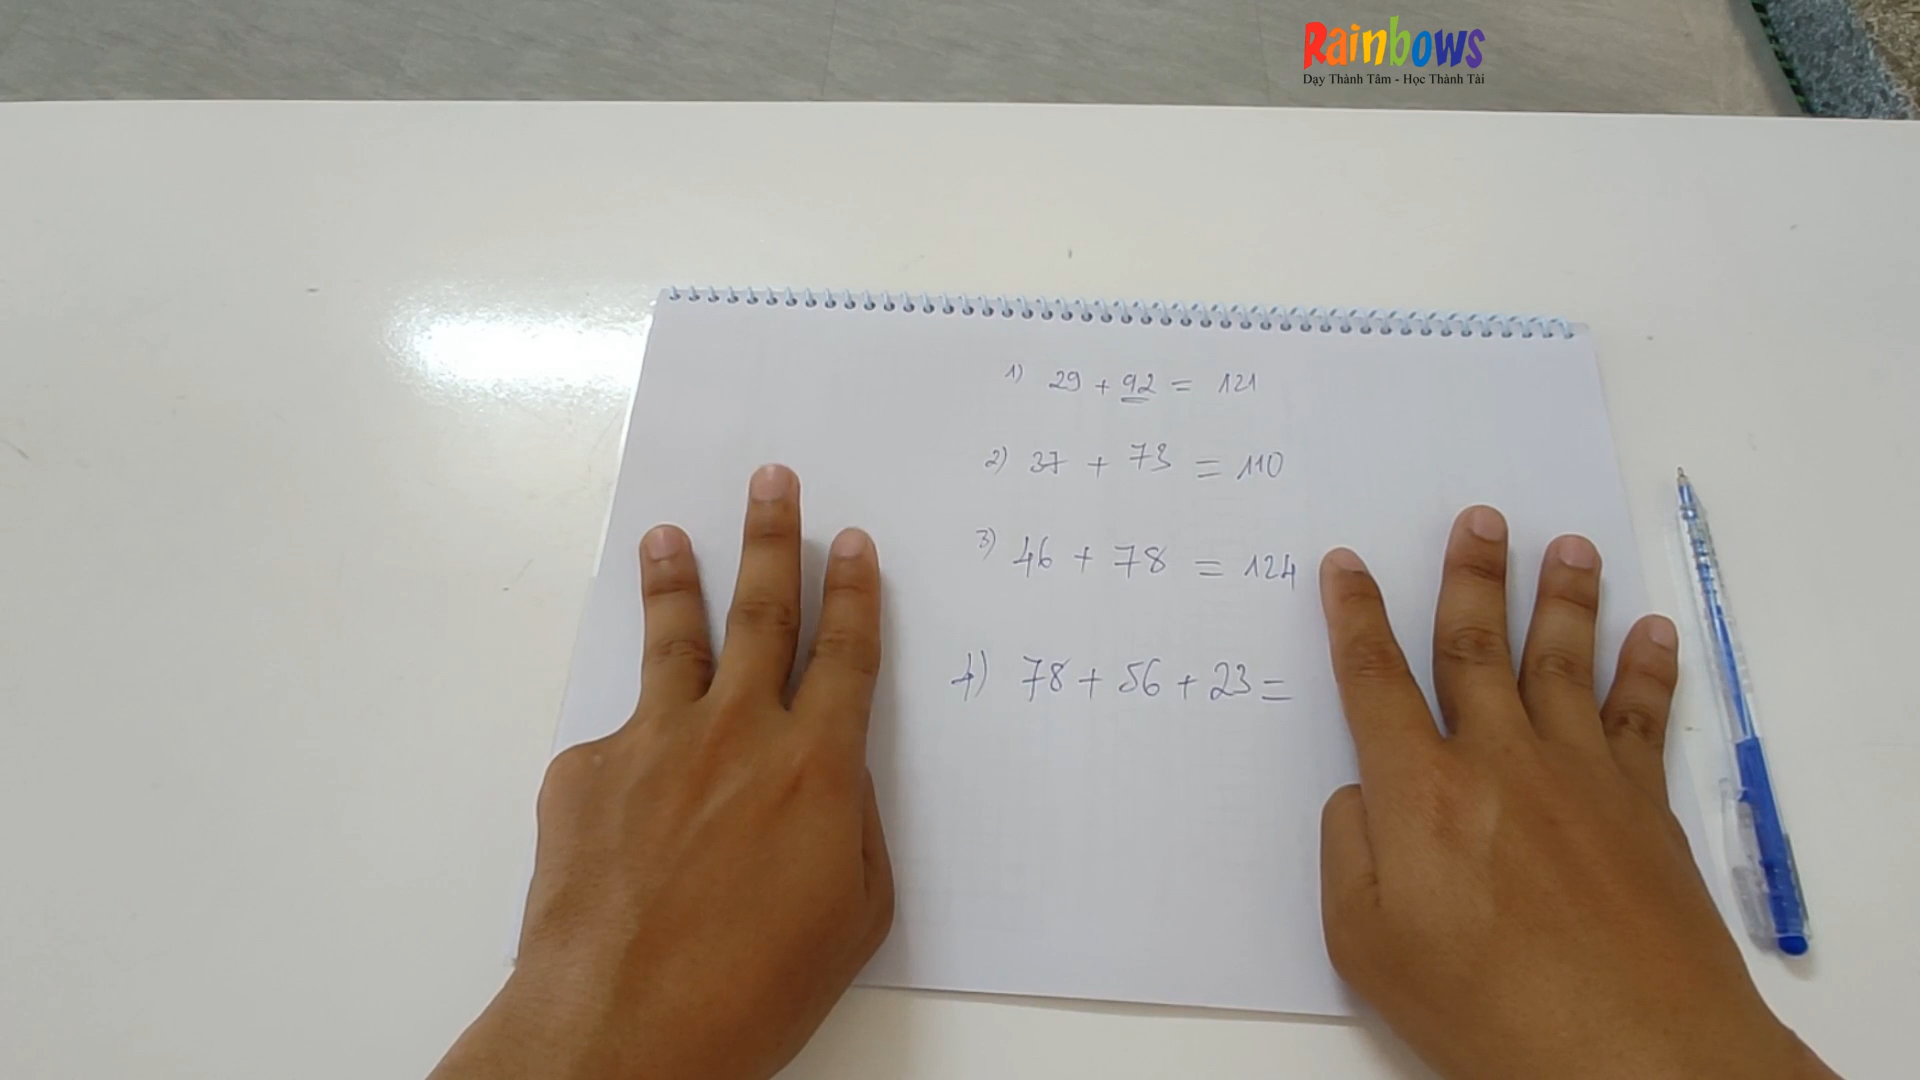 Rainbows
Dạy Thành Tâm - Học Thành Tài
1) 29 + 92 = 121
2) 37 + 73 = 110
3) 46 + 78 = 124
4) 78 + 56 + 23 =